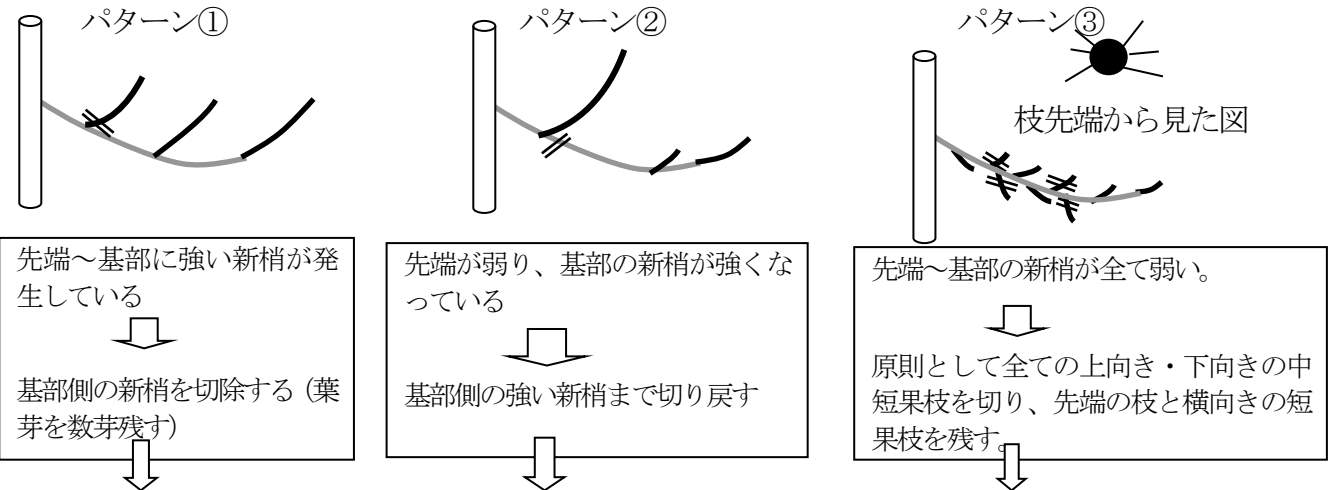 パターン①
先端～基部に強い新梢が発
生している
基部側の新梢を切除する（葉
芽を数芽残す）
パターン②
先端が弱り、基部の新梢が強くな
っている
基部側の強い新梢まで切り戻す
パターン③
枝先端から見た図
先端～基部の新梢が全て弱い。
原則として全ての上向き・下向きの中
短果枝を切り、先端の枝と横向きの短
果枝を残す。